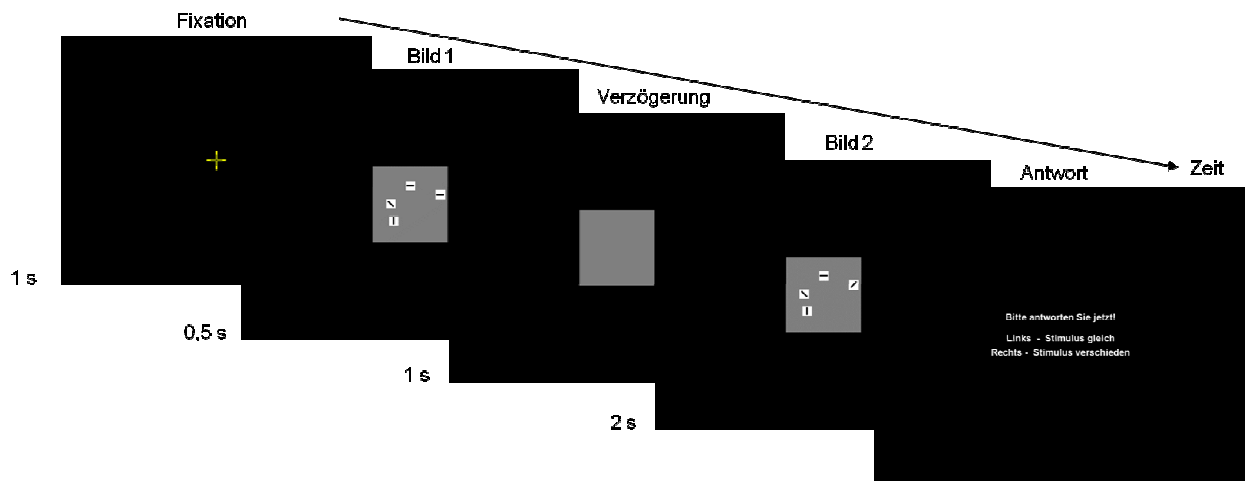 Fixation
Bild 1
Verzögerung
Bild 2
Antwort
Zeit
1 s
0,5 s
1 s
2 s
Bitte antworten Sie jetzt!
Links - Stimulus gleich
Rechts - Stimulus verschieden